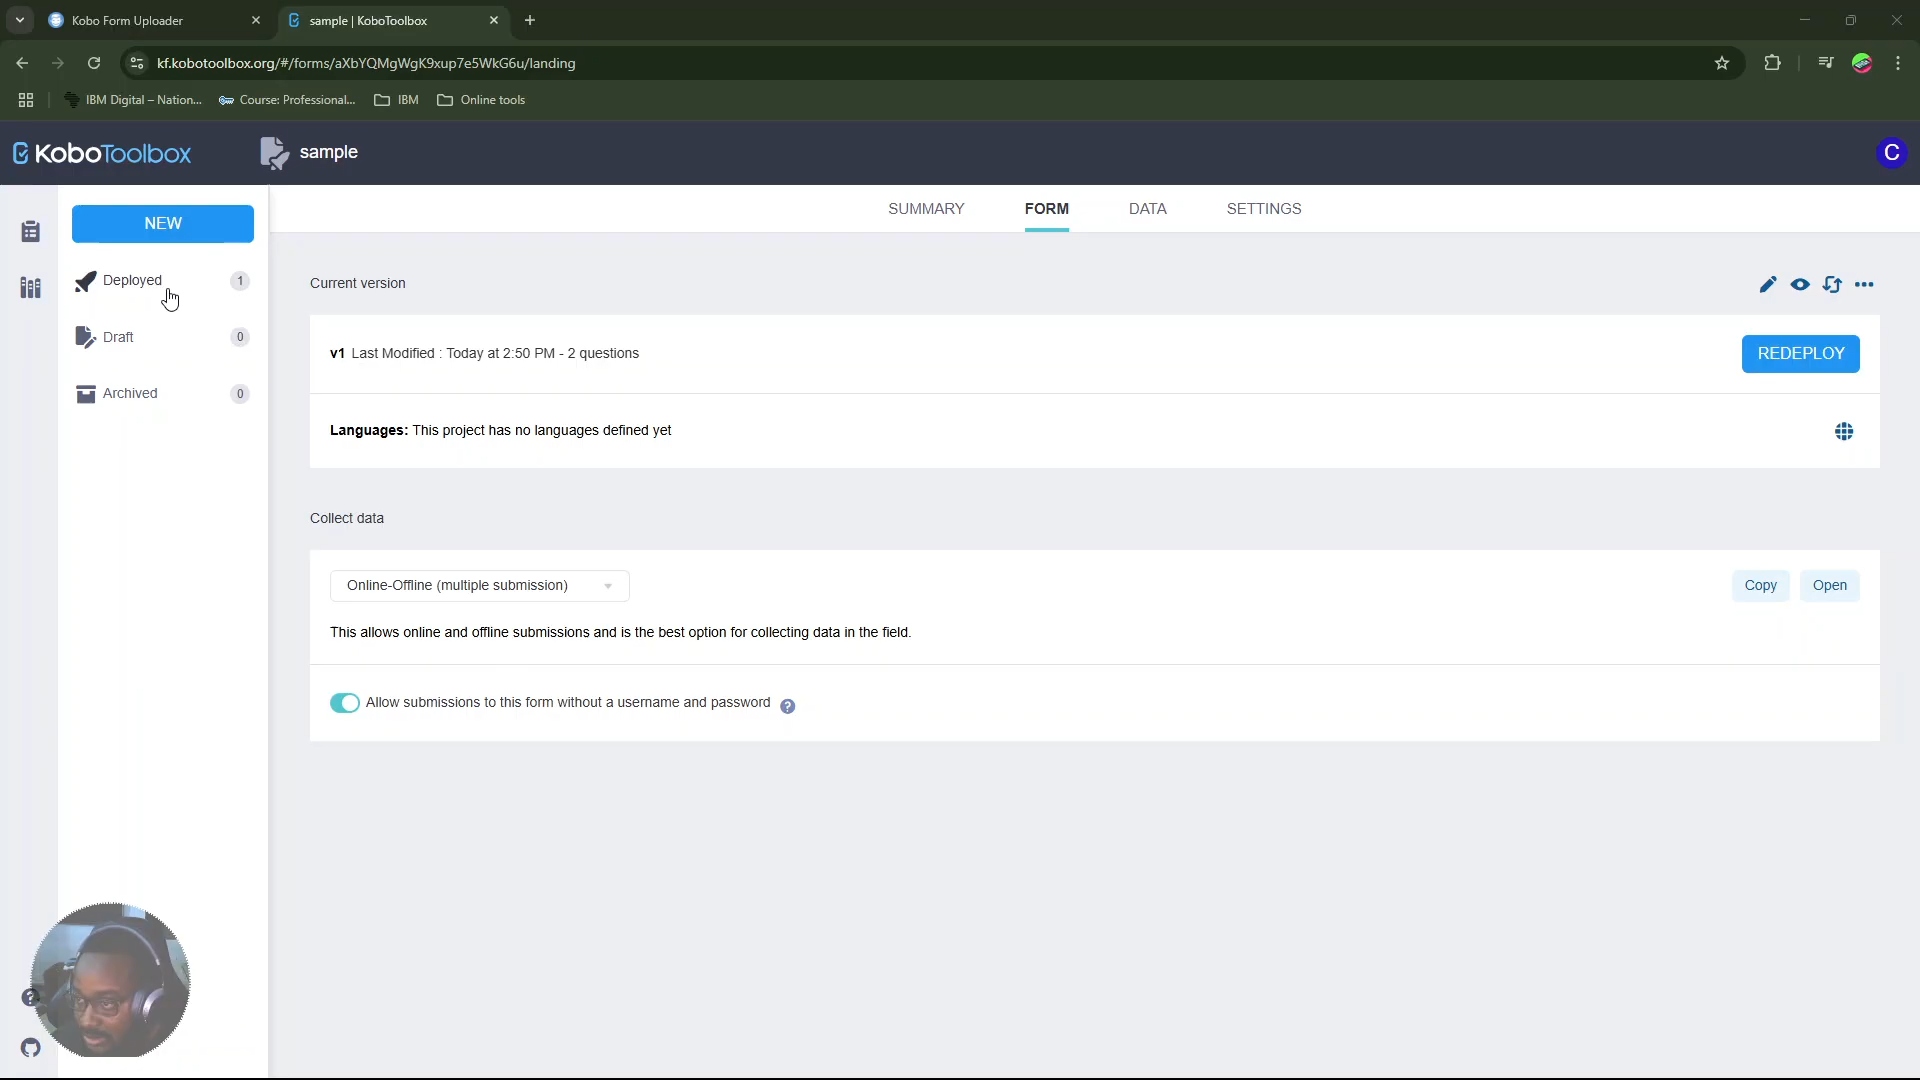 Kobo Form Uploader
sample | KoboToolbox
kf.kobotoolbox.org/#/forms/aXbYQMgWgK9xup7e5WkG6u/landing
IBM Digital – Nation...
Course: Professional...
IBM
Online tools
KoboToolbox
sample
C
NEW
SUMMARY
FORM
DATA
SETTINGS
Deployed
1
Draft
0
Archived
0
Current version
v1 Last Modified : Today at 2:50 PM - 2 questions
REDEPLOY
Languages: This project has no languages defined yet
Collect data
Online-Offline (multiple submission)
Copy
Open
This allows online and offline submissions and is the best option for collecting data in the field.
Allow submissions to this form without a username and password
?
?